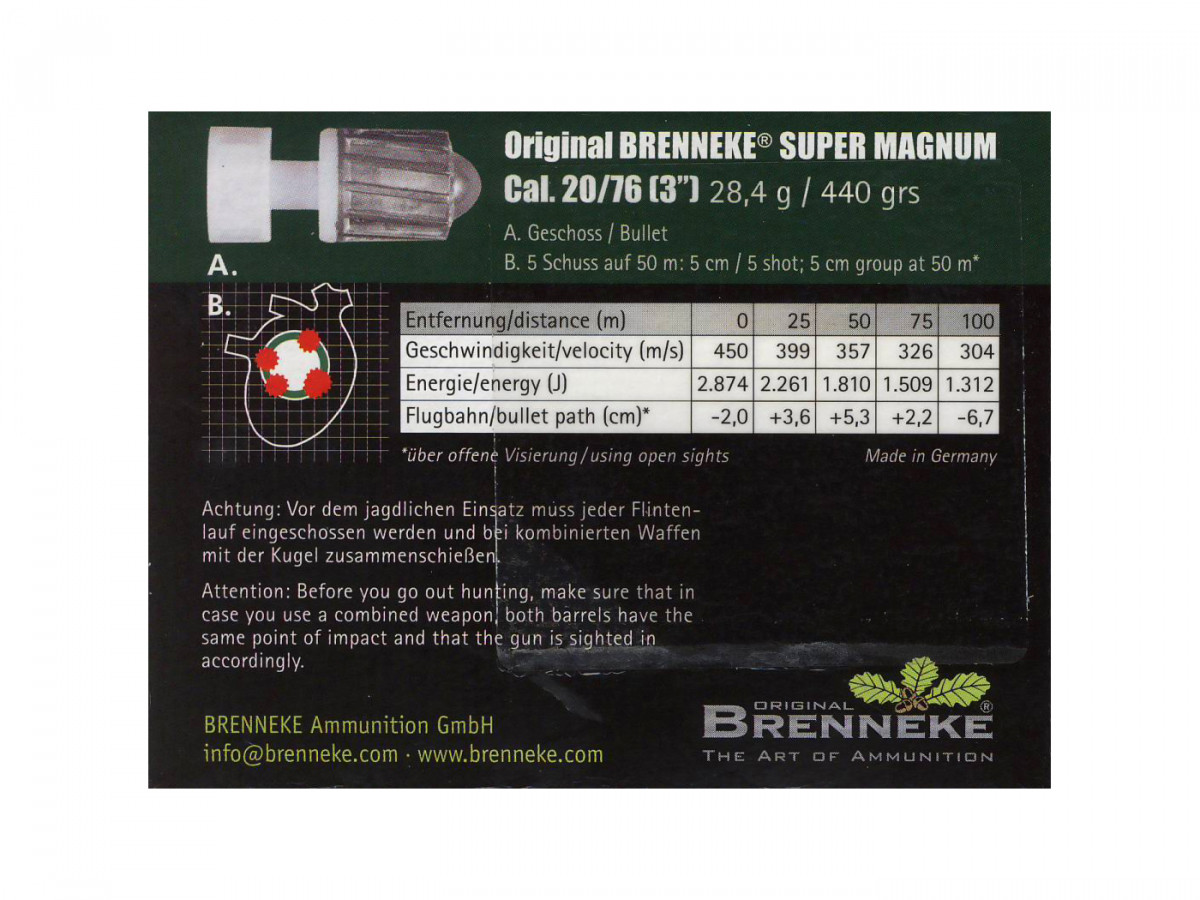 Original BRENNEKE® SUPER MAGNUM
Cal. 20/76 (3”) 28,4 g / 440 grs
A. Geschoss / Bullet
B. 5 Schuss auf 50 m: 5 cm / 5 shot; 5 cm group at 50 m*
A.
B.
Entfernung/distance (m) 0 25 50 75 100
Geschwindigkeit/velocity (m/s) 450 399 357 326 304
Energie/energy (J) 2.874 2.261 1.810 1.509 1.312
Flugbahn/bullet path (cm)* -2,0 +3,6 +5,3 +2,2 -6,7
*über offene Visierung/using open sights Made in Germany
Achtung: Vor dem jagdlichen Einsatz muss jeder Flinten-
lauf eingeschossen werden und bei kombinierten Waffen
mit der Kugel zusammenschießen.
Attention: Before you go out hunting, make sure that in
case you use a combined weapon, both barrels have the
same point of impact and that the gun is sighted in
accordingly.
BRENNEKE Ammunition GmbH
info@brenneke.com · www.brenneke.com
ORIGINAL ®
BRENNEKE
THE ART OF AMMUNITION